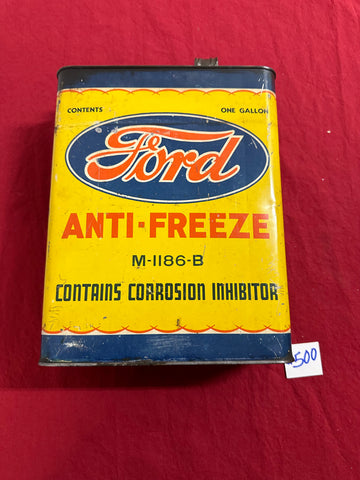 CONTENTS ONE GALLON
Ford
ANTI-FREEZE
M-1186-B
CONTAINS CORROSION INHIBITOR
500